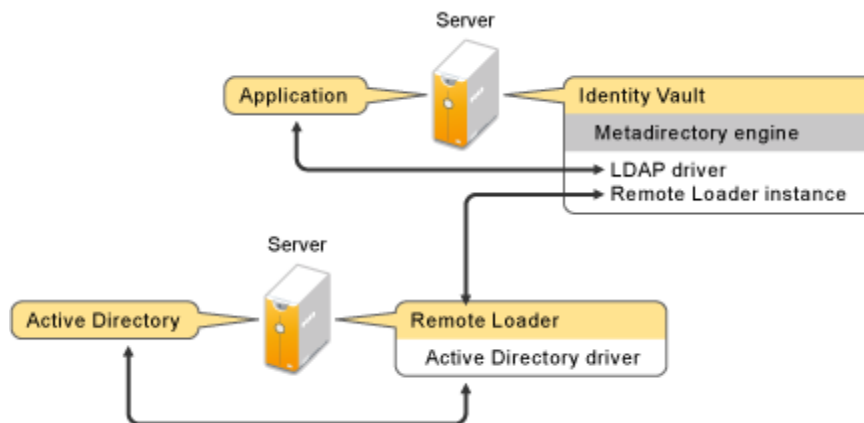 Server
Application
Identity Vault
Metadirectory engine
LDAP driver
Remote Loader instance
Server
Active Directory
Remote Loader
Active Directory driver